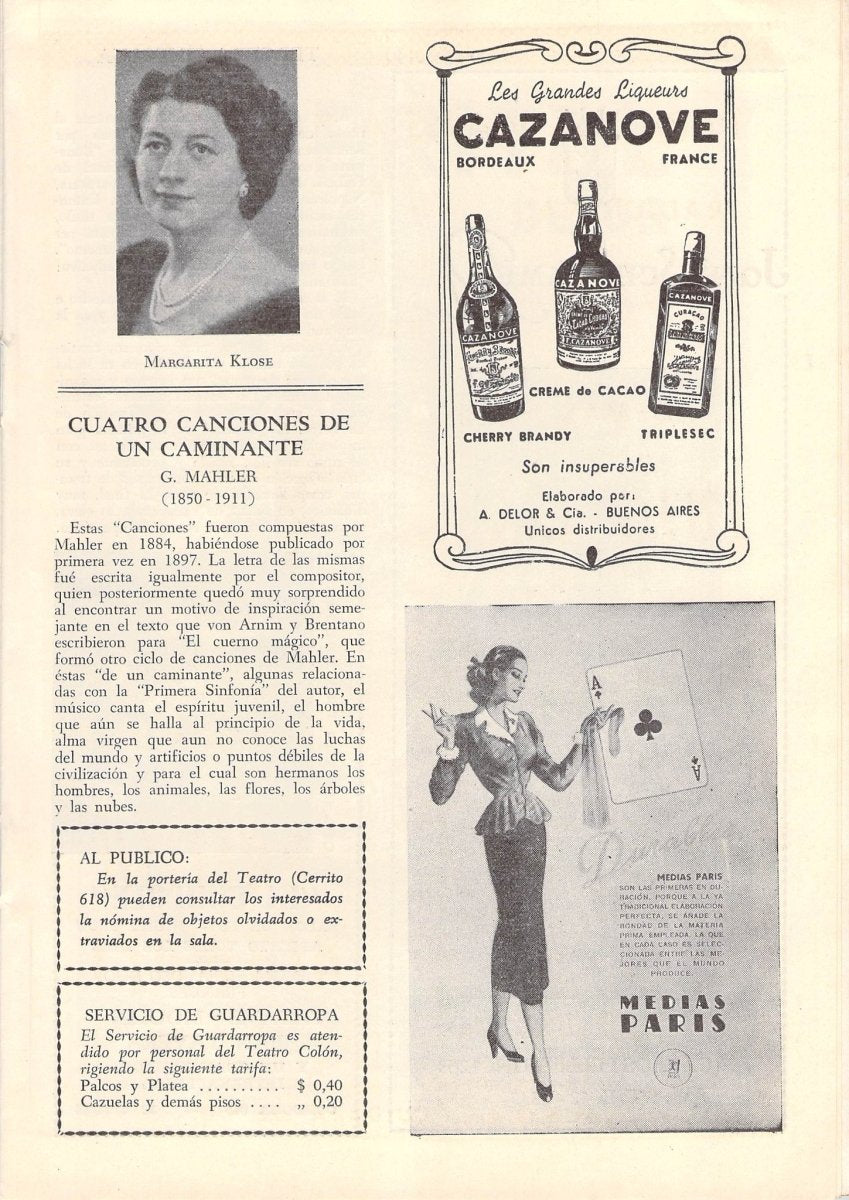 MARGARITA KLOSE
CUATRO CANCIONES DE
UN CAMINANTE
G. MAHLER
(1850 - 1911)
Estas “Canciones” fueron compuestas por
Mahler en 1884, habiéndose publicado por
primera vez en 1897. La letra de las mismas
fué escrita igualmente por el compositor,
quien posteriormente quedó muy sorprendido
al encontrar un motivo de inspiración seme-
jante en el texto que von Arnim y Brentano
escribieron para “El cuerno mágico”, que
formó otro ciclo de canciones de Mahler. En
éstas “de un caminante”, algunas relaciona-
das con la “Primera Sinfonía” del autor, el
músico canta el espíritu juvenil, el hombre
que aún se halla al principio de la vida,
alma virgen que aun no conoce las luchas
del mundo y artificios o puntos débiles de la
civilización y para el cual son hermanos los
hombres, los animales, las flores, los árboles
y las nubes.
AL PUBLICO:
En la portería del Teatro (Cerrito
618) pueden consultar los interesados
la nómina de objetos olvidados o ex-
traviados en la sala.
SERVICIO DE GUARDARROPA
El Servicio de Guardarropa es aten-
dido por personal del Teatro Colón,
rigiendo la siguiente tarifa:
Palcos y Platea .......... $ 0,40
Cazuelas y demás pisos .... „ 0,20
Les Grandes Liqueurs
CAZANOVE
BORDEAUX FRANCE
CAZANOVE
CAZANOVE
CAZANOVE
CURAÇAO
CREME de CACAO
CHERRY BRANDY
TRIPLESEC
Son insuperables
Elaborado por:
A. DELOR & Cia. - BUENOS AIRES
Unicos distribuidores
A
A
Durables
MEDIAS PARIS
SON LAS PRIMERAS EN DU-
RACIÓN, PORQUE A LA YA
TRADICIONAL ELABORACIÓN
PERFECTA, SE AÑADE LA
BONDAD DE LA MATERIA
PRIMA EMPLEADA, LA QUE
EN CADA CASO ES SELEC-
CIONADA ENTRE LAS ME-
JORES QUE EL MUNDO
PRODUCE.
MEDIAS
PARIS